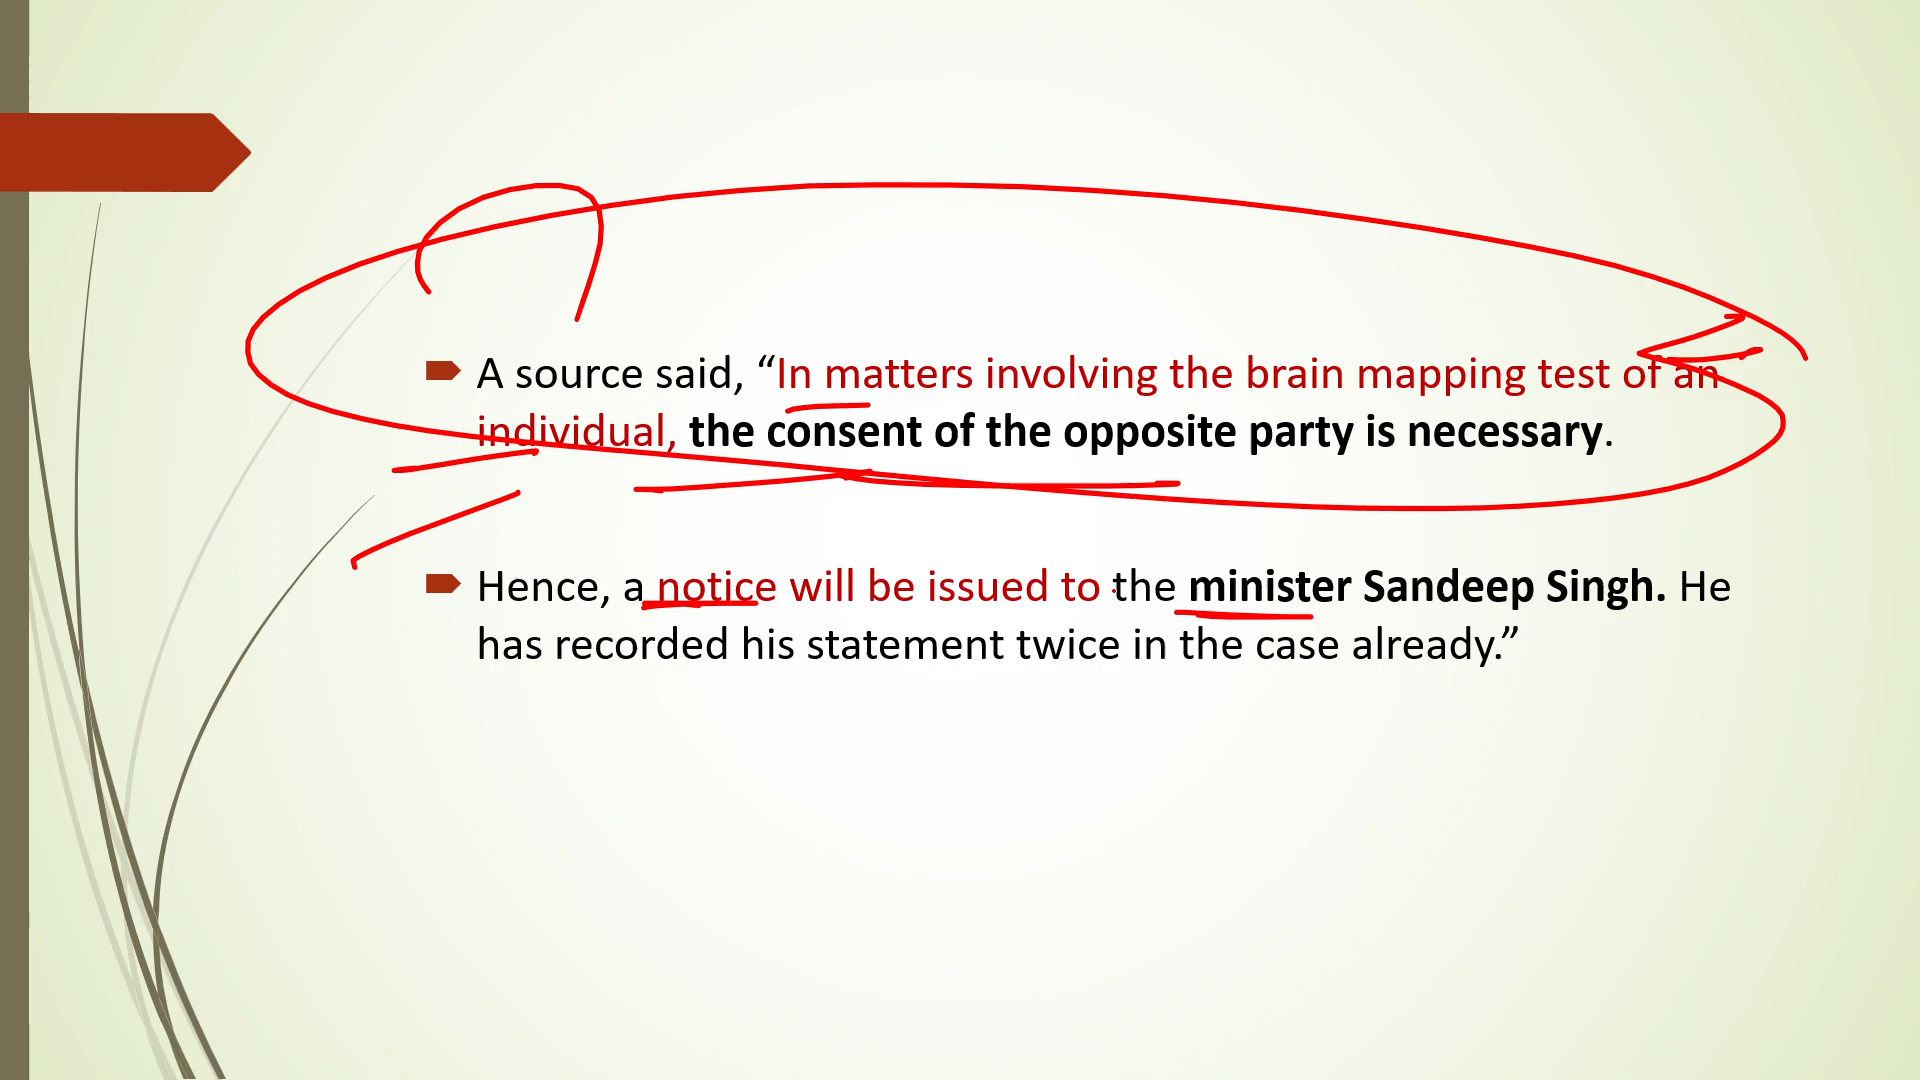 A source said, “In matters involving the brain mapping test of an
individual, the consent of the opposite party is necessary.
Hence, a notice will be issued to the minister Sandeep Singh. He
has recorded his statement twice in the case already.”